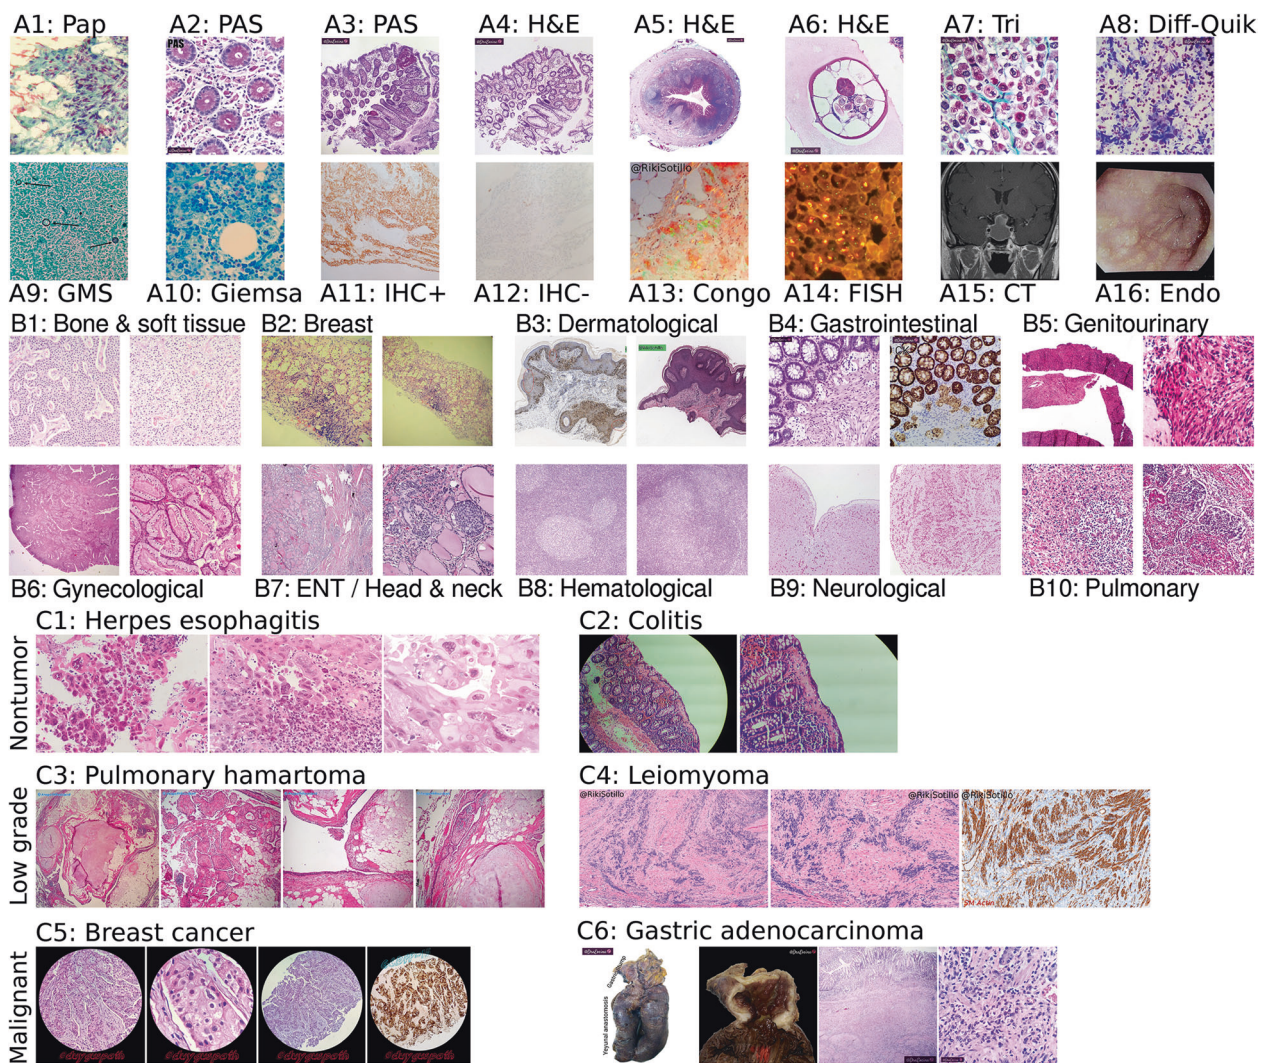 A1: Pap
A2: PAS
A3: PAS
A4: H&E
A5: H&E
A6: H&E
A7: Tri
A8: Diff-Quik
PAS
@RikiSotillo
A9: GMS
A10: Giemsa
A11: IHC+
A12: IHC-
A13: Congo
A14: FISH
A15: CT
A16: Endo
B1: Bone & soft tissue
B2: Breast
B3: Dermatological
B4: Gastrointestinal
B5: Genitourinary
B6: Gynecological
B7: ENT / Head & neck
B8: Hematological
B9: Neurological
B10: Pulmonary
Nontumor
C1: Herpes esophagitis
C2: Colitis
Low grade
C3: Pulmonary hamartoma
C4: Leiomyoma
@RikiSotillo
@RikiSotillo
@RikiSotillo
SM Actin
Malignant
C5: Breast cancer
C6: Gastric adenocarcinoma
Yeyunal anastomosis